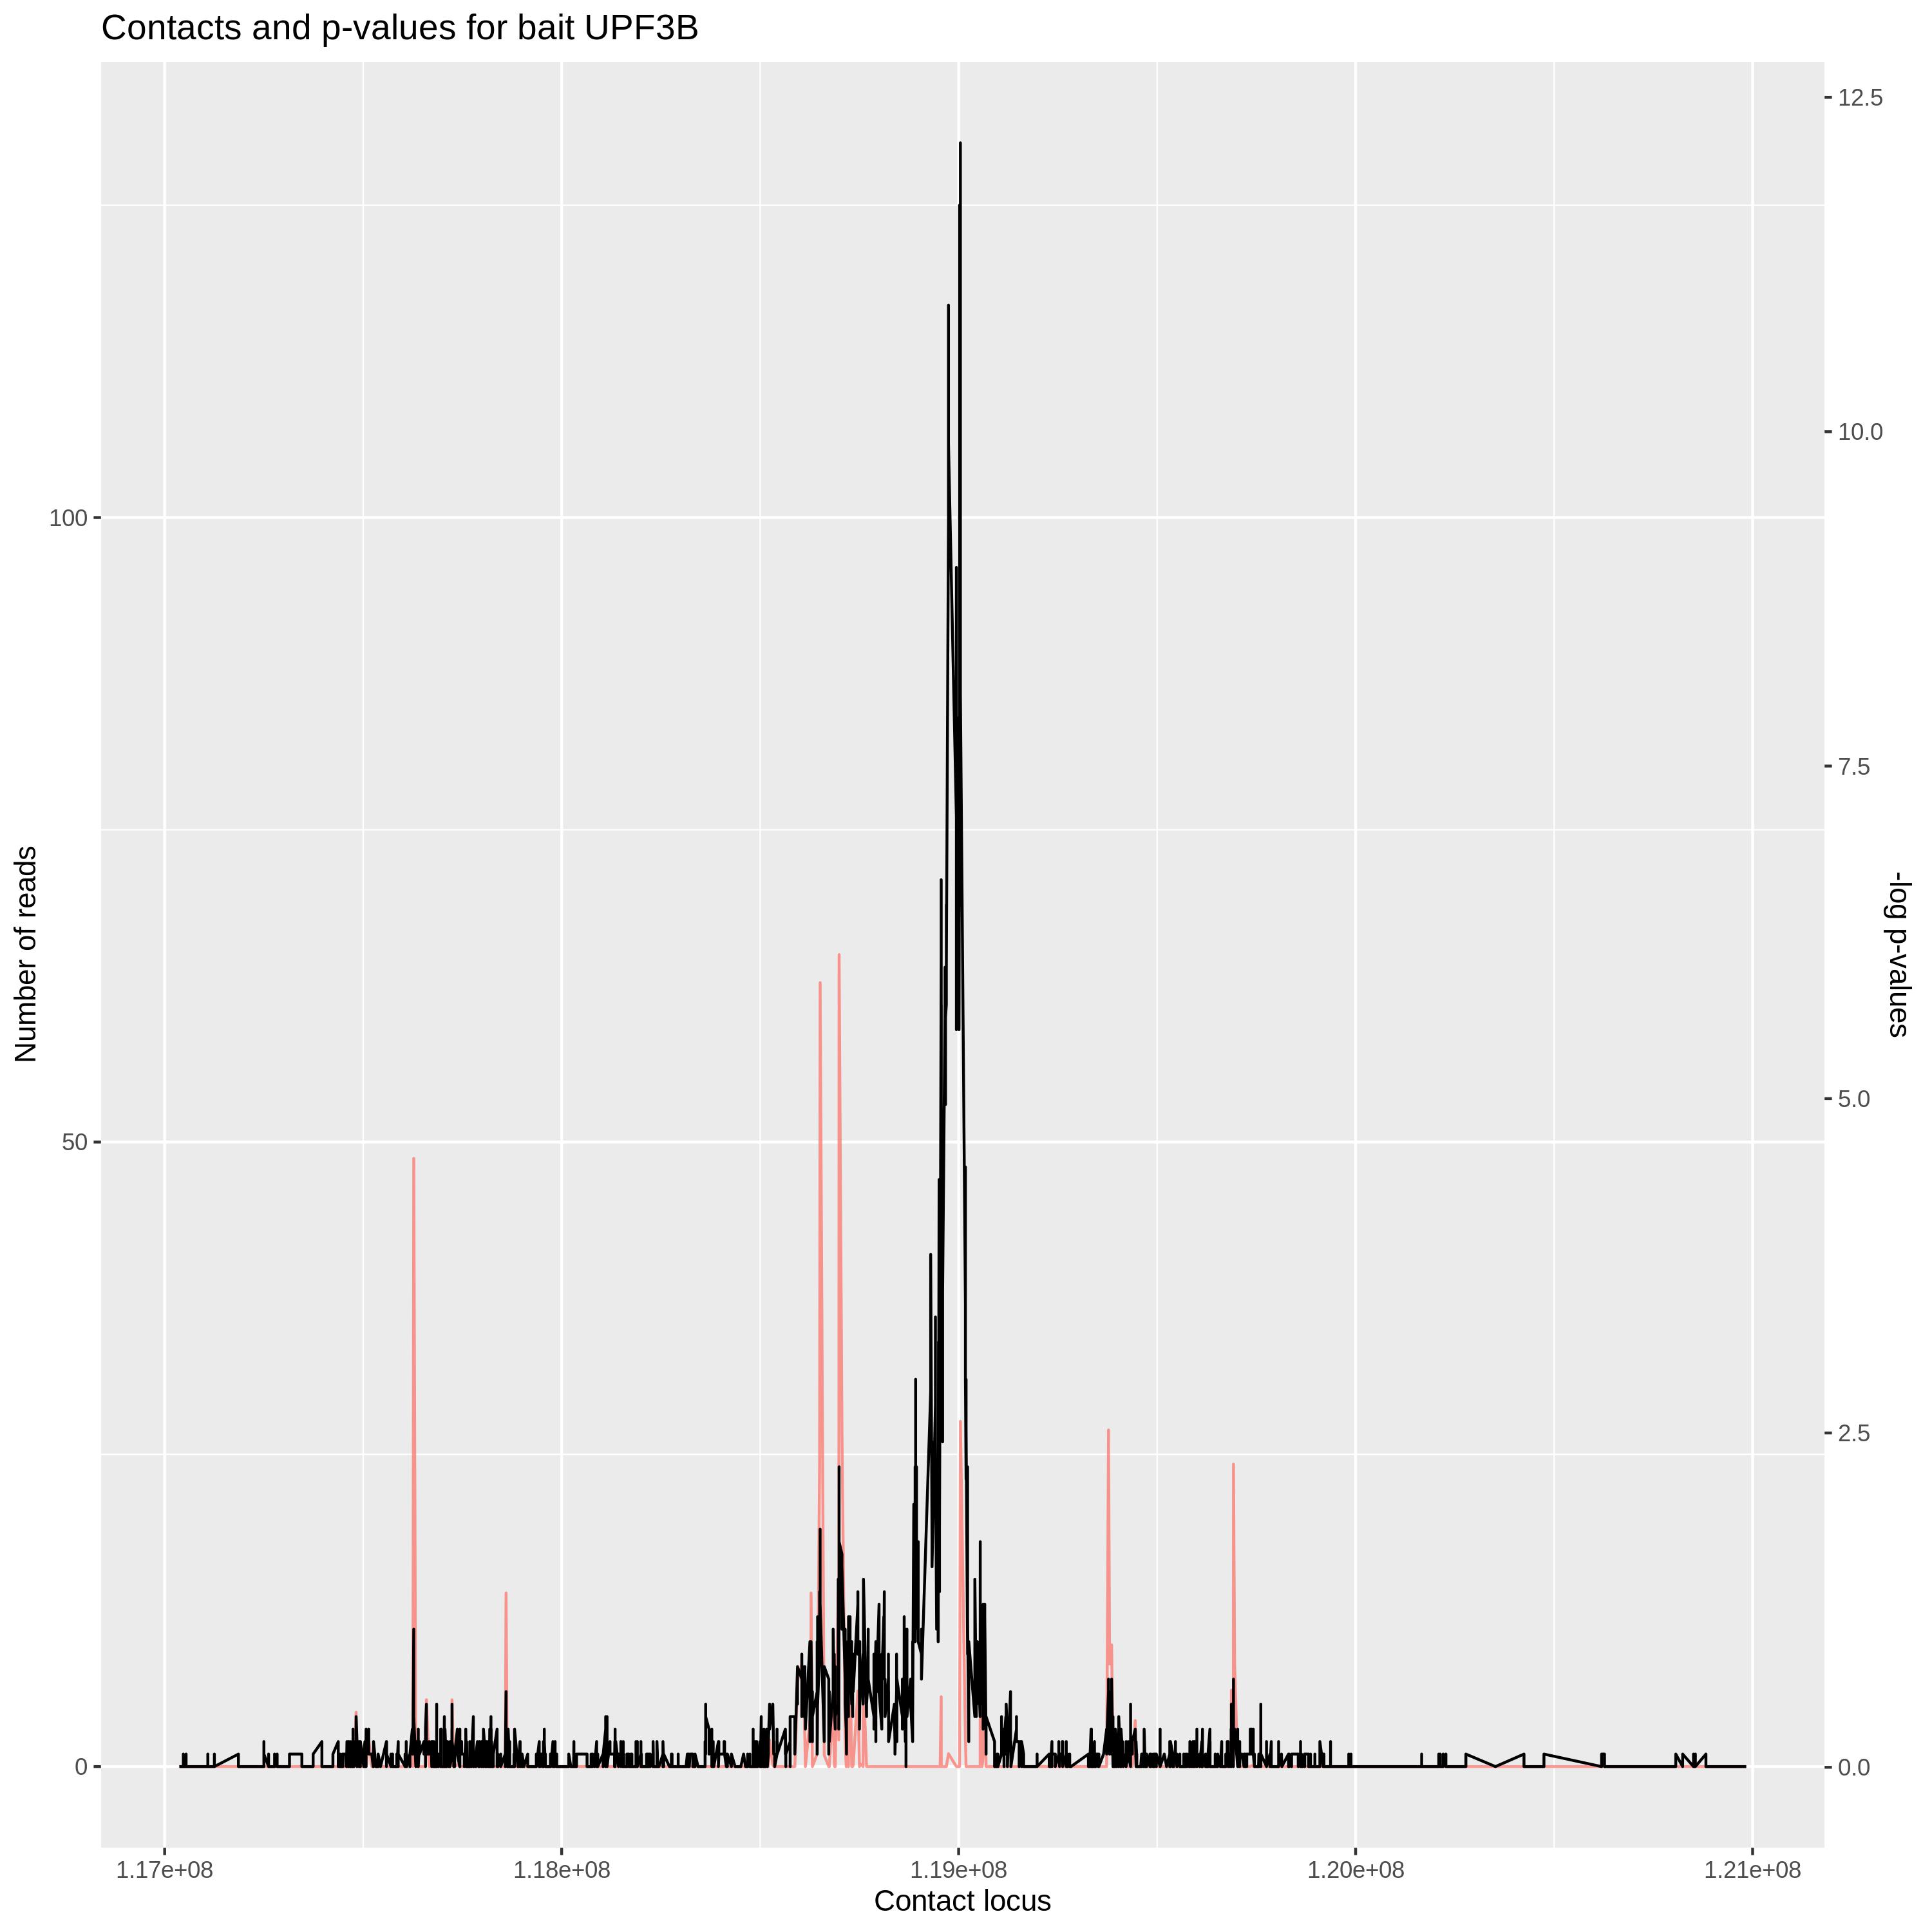 Contacts and p-values for bait UPF3B
Number of reads
100
50
0
12.5
10.0
7.5
5.0
2.5
0.0
-log p-values
1.17e+08
1.18e+08
1.19e+08
1.20e+08
1.21e+08
Contact locus